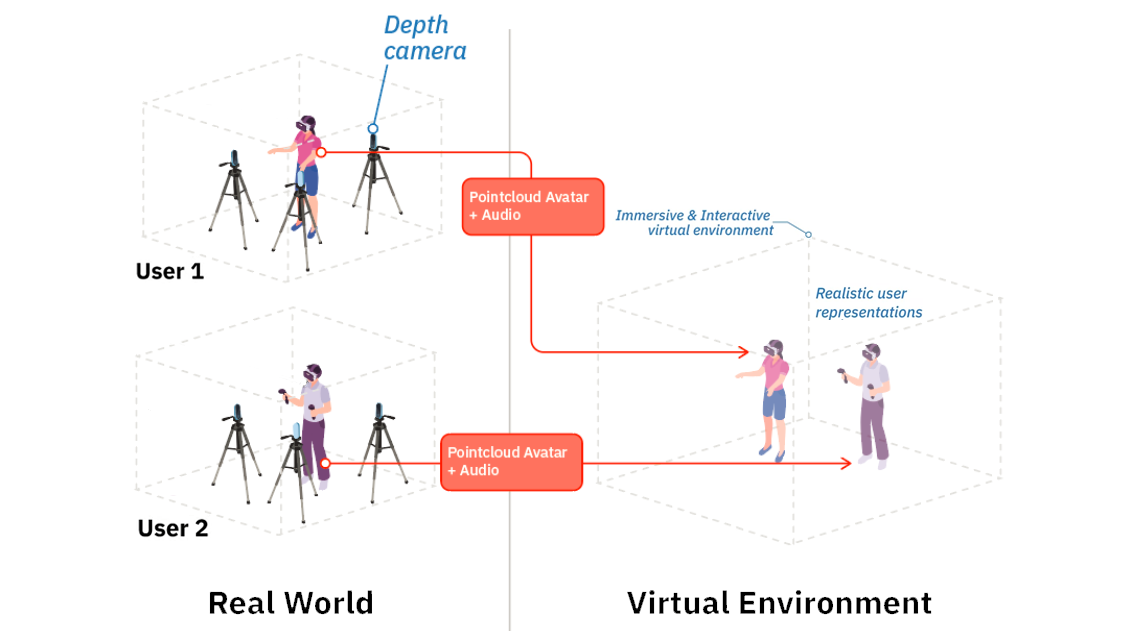 Depth
camera
Pointcloud Avatar
+ Audio
Immersive & Interactive
virtual environment
User 1
Realistic user
representations
Pointcloud Avatar
+ Audio
User 2
Real World
Virtual Environment